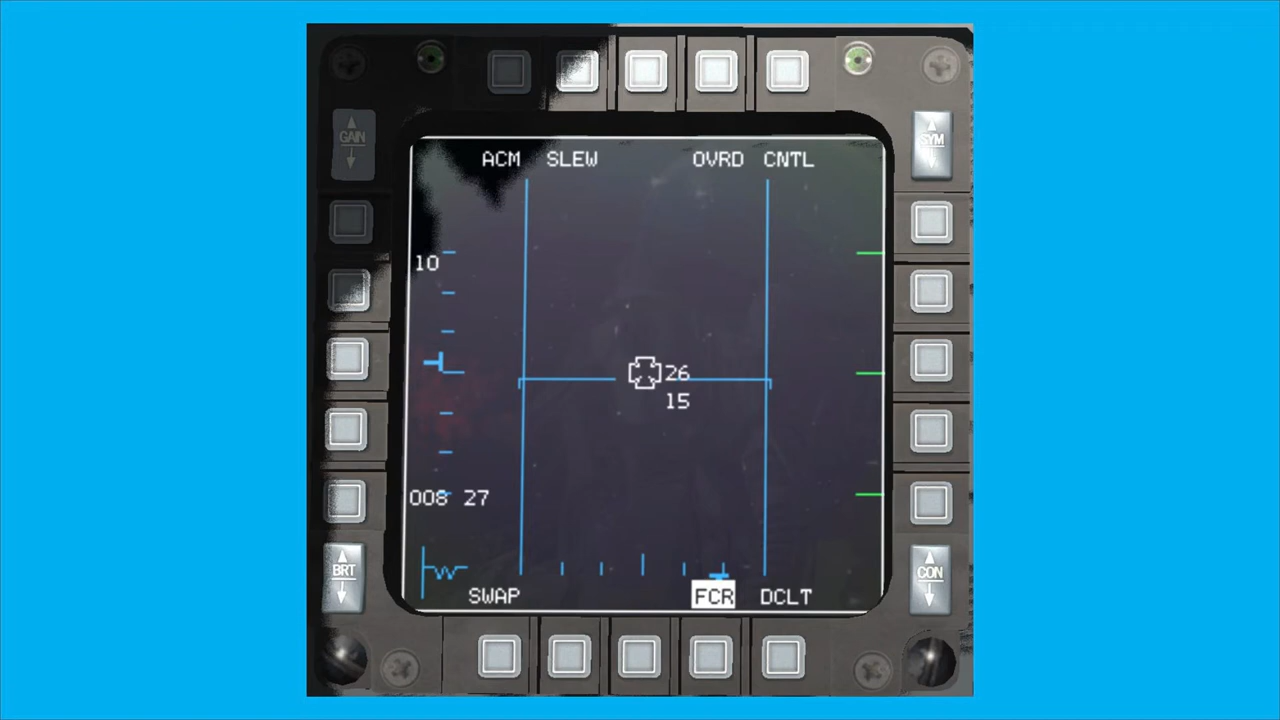 GAIN
SYM
ACM SLEW OVRD CNTL
10
26
15
008 27
BRT
CON
SWAP FCR DCLT